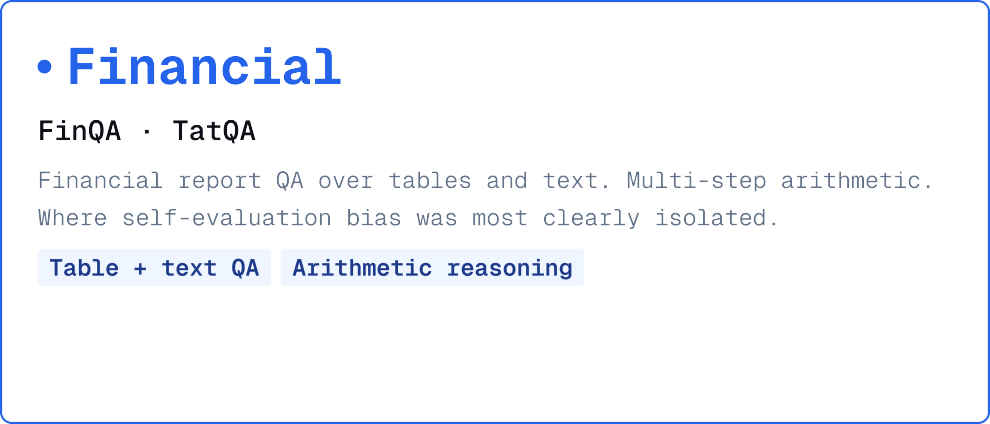 • Financial
FinQA · TatQA
Financial report QA over tables and text. Multi-step arithmetic.
Where self-evaluation bias was most clearly isolated.
Table + text QA Arithmetic reasoning